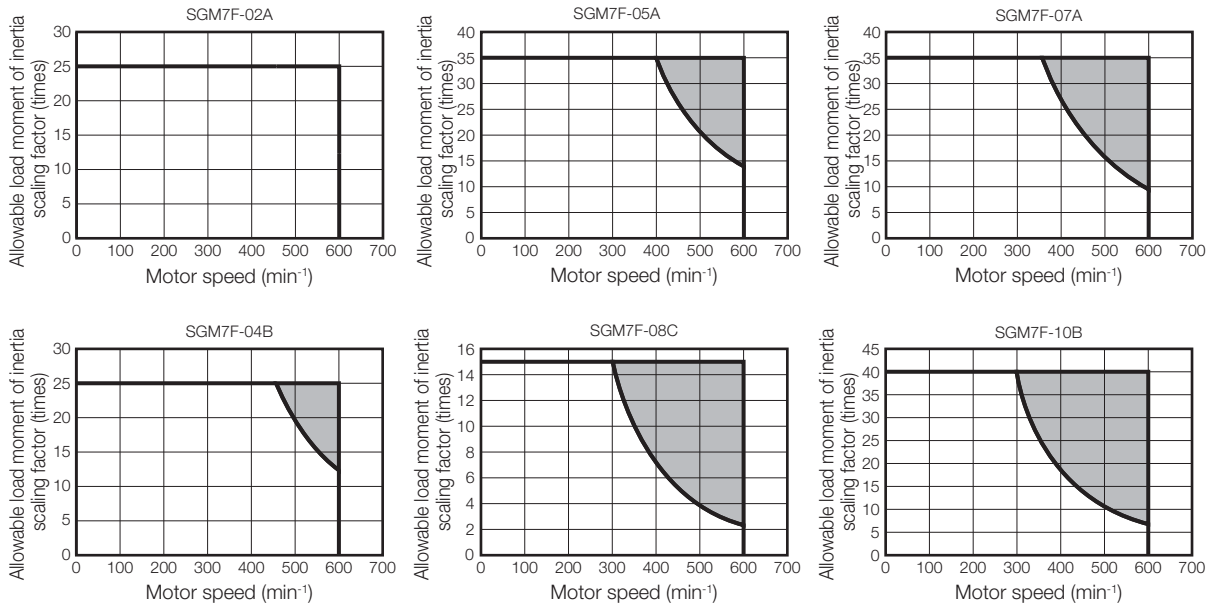 SGM7F-02A
Allowable load moment of inertia
scaling factor (times)
30
25
20
15
10
5
0
0 100 200 300 400 500 600 700
Motor speed (min-1)
SGM7F-05A
Allowable load moment of inertia
scaling factor (times)
40
35
30
25
20
15
10
5
0
0 100 200 300 400 500 600 700
Motor speed (min-1)
SGM7F-07A
Allowable load moment of inertia
scaling factor (times)
40
35
30
25
20
15
10
5
0
0 100 200 300 400 500 600 700
Motor speed (min-1)
SGM7F-04B
Allowable load moment of inertia
scaling factor (times)
30
25
20
15
10
5
0
0 100 200 300 400 500 600 700
Motor speed (min-1)
SGM7F-08C
Allowable load moment of inertia
scaling factor (times)
16
14
12
10
8
6
4
2
0
0 100 200 300 400 500 600 700
Motor speed (min-1)
SGM7F-10B
Allowable load moment of inertia
scaling factor (times)
45
40
35
30
25
20
15
10
5
0
0 100 200 300 400 500 600 700
Motor speed (min-1)